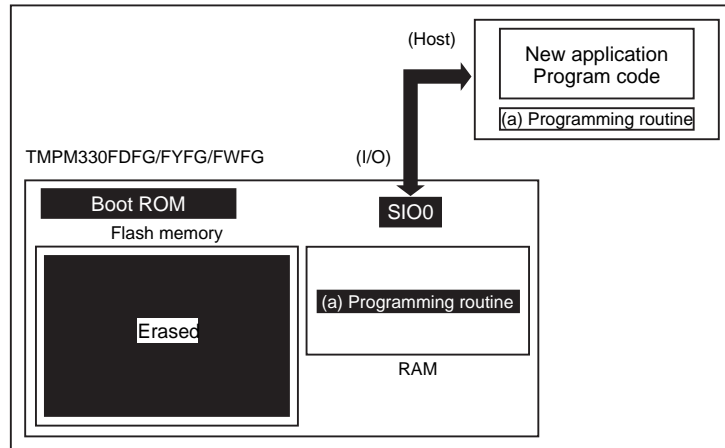 (Host)
New application
Program code
(a) Programming routine
TMPM330FDFG/FYFG/FWFG
(I/O)
Boot ROM
SIO0
Flash memory
(a) Programming routine
Erased
RAM